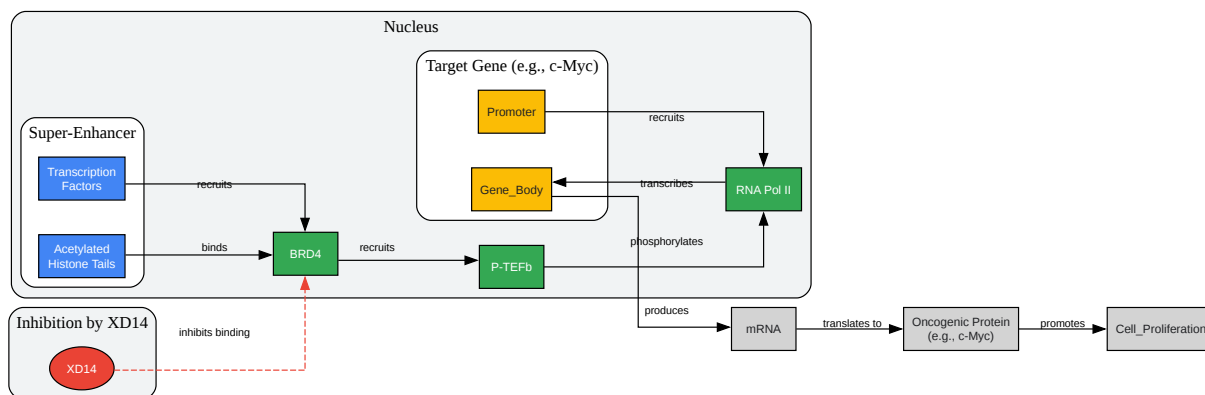 Nucleus
Target Gene (e.g., c-Myc)
Promoter
recruits
Super-Enhancer
Transcription
Factors
recruits
Gene_Body
transcribes
RNA Pol II
Acetylated
Histone Tails
binds
BRD4
recruits
P-TEFb
phosphorylates
Inhibition by XD14
inhibits binding
XD14
produces
mRNA
translates to
Oncogenic Protein
(e.g., c-Myc)
promotes
Cell_Proliferation